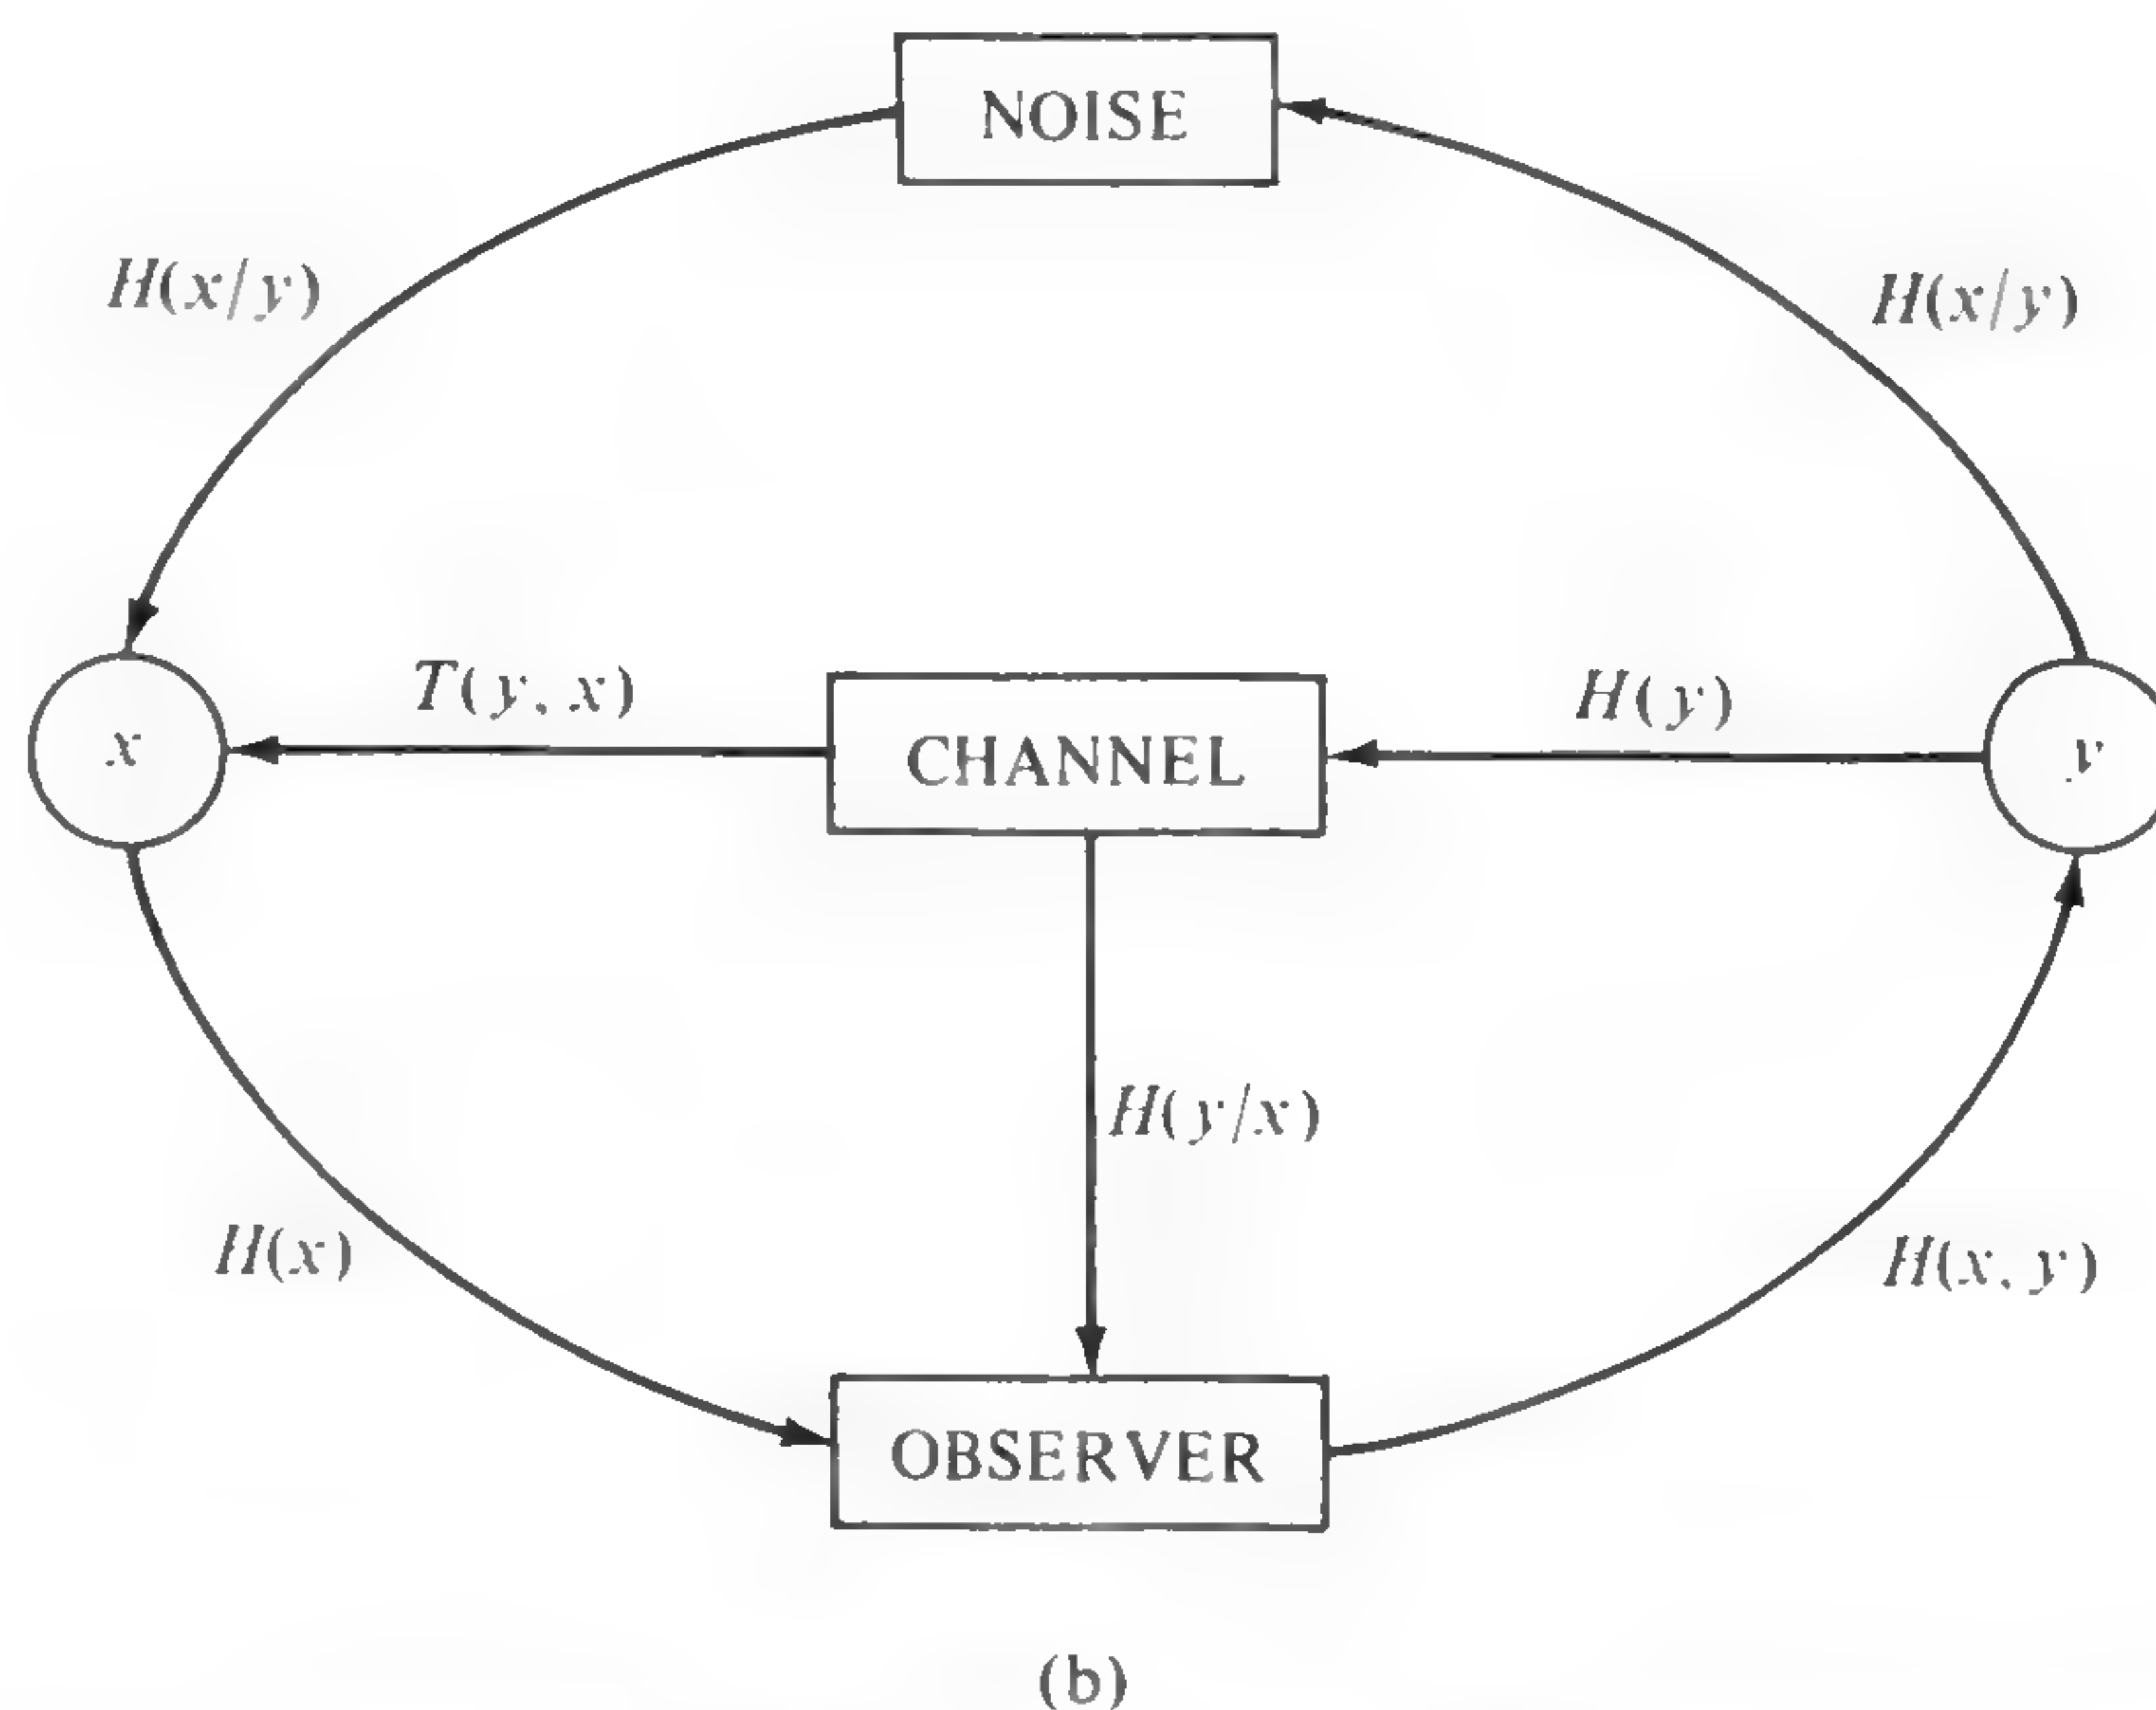 NOISE
H(x/y)
H(x/y)
T(y, x)
H(y)
x
CHANNEL
y
H(y/x)
H(x)
H(x, y)
OBSERVER
(b)